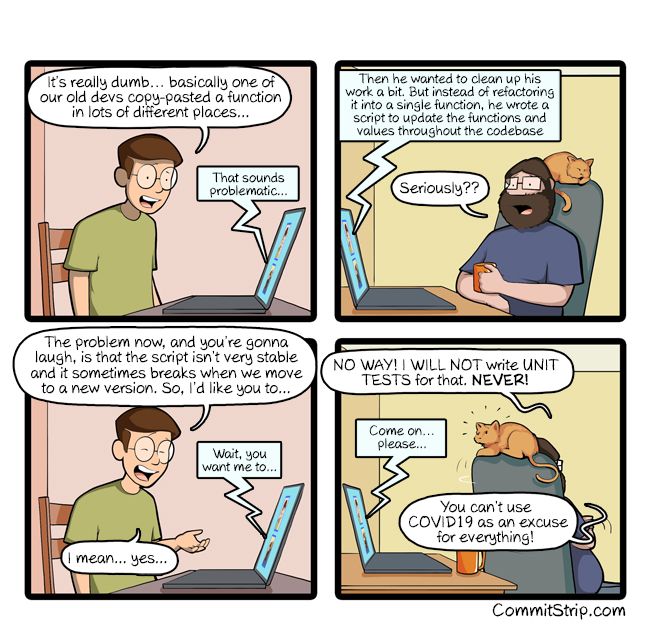 It's really dumb... basically one of
our old devs copy-pasted a function
in lots of different places...
That sounds
problematic...
Then he wanted to clean up his
work a bit. But instead of refactoring
it into a single function, he wrote a
script to update the functions and
values throughout the codebase
Seriously??
The problem now, and you're gonna
laugh, is that the script isn't very stable
and it sometimes breaks when we move
to a new version. So, I'd like you to...
Wait, you
want me to...
I mean... yes...
NO WAY! I WILL NOT write UNIT
TESTS for that. NEVER!
Come on...
please...
You can't use
COVID19 as an excuse
for everything!
CommitStrip.com